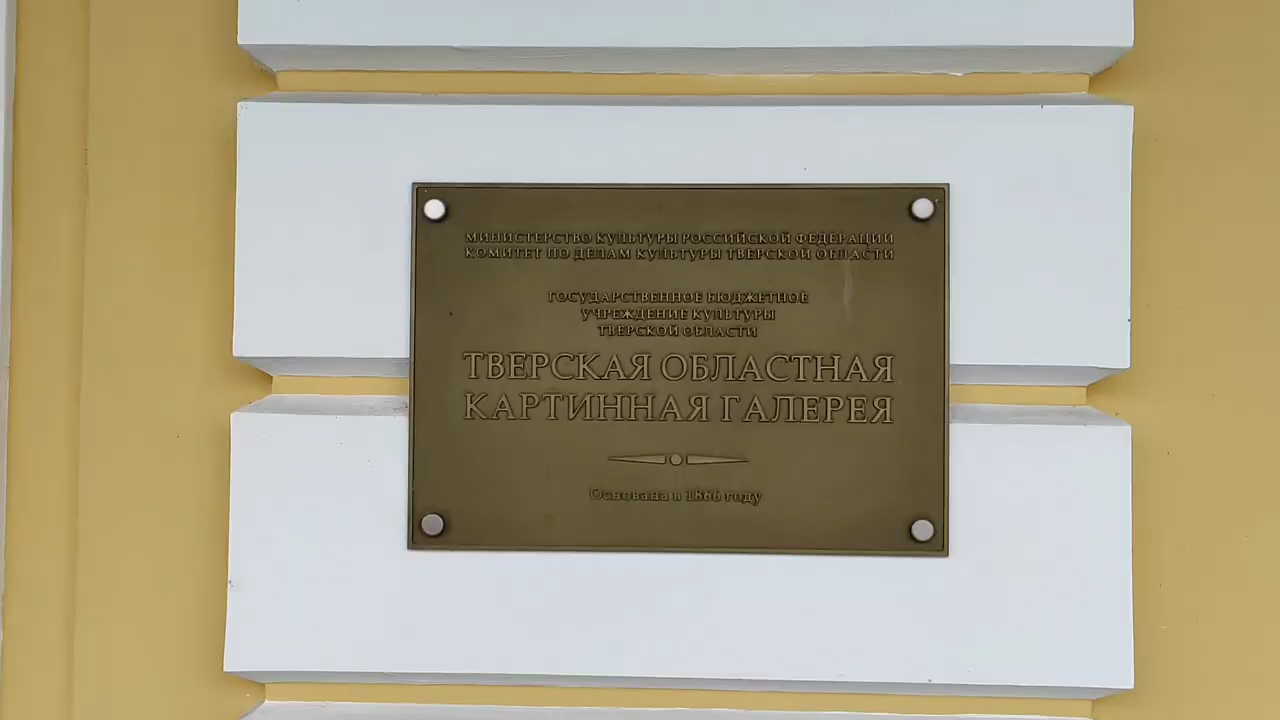 МИНИСТЕРСТВО КУЛЬТУРЫ РОССИЙСКОЙ ФЕДЕРАЦИИ
КОМИТЕТ ПО ДЕЛАМ КУЛЬТУРЫ ТВЕРСКОЙ ОБЛАСТИ
ГОСУДАРСТВЕННОЕ БЮДЖЕТНОЕ
УЧРЕЖДЕНИЕ КУЛЬТУРЫ
ТВЕРСКОЙ ОБЛАСТИ
ТВЕРСКАЯ ОБЛАСТНАЯ
КАРТИННАЯ ГАЛЕРЕЯ
Основана в 1866 году